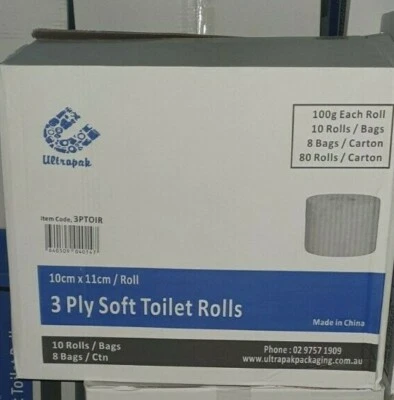 100g Each Roll
10 Rolls / Bags
8 Bags / Carton
80 Rolls / Carton
Ultrapak
Item Code, 3PTOIR
10cm x 11cm / Roll
3 Ply Soft Toilet Rolls
Made in China
10 Rolls / Bags
8 Bags / Ctn
Phone : 02 9757 1909
www.ultrapakpackaging.com.au